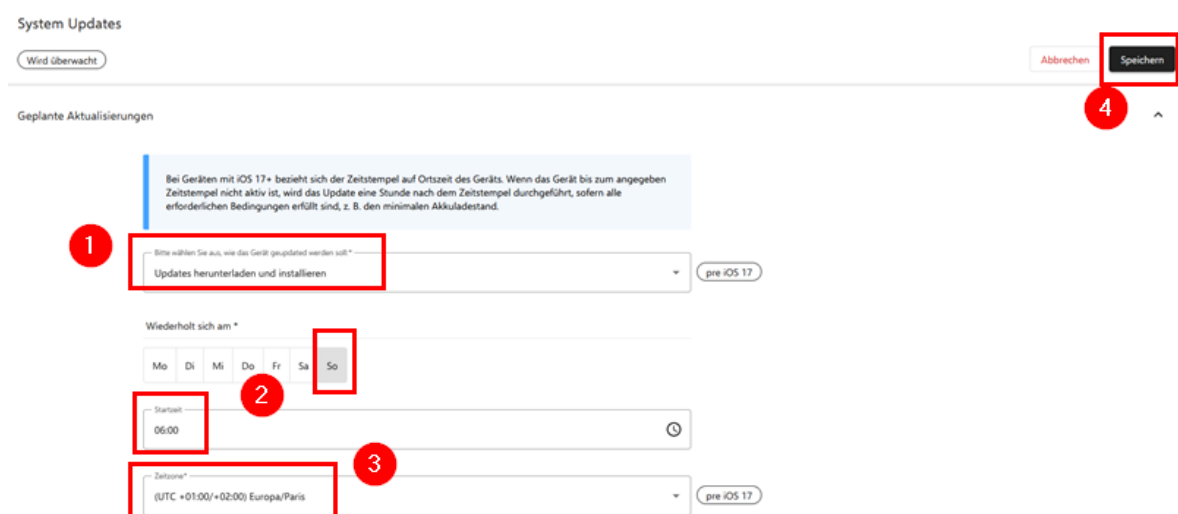 System Updates
Wird überwacht
Abbrechen
Speichern
4
Geplante Aktualisierungen
Bei Geräten mit iOS 17+ bezieht sich der Zeitstempel auf Ortszeit des Geräts. Wenn das Gerät bis zum angegeben
Zeitstempel nicht aktiv ist, wird das Update eine Stunde nach dem Zeitstempel durchgeführt, sofern alle
erforderlichen Bedingungen erfüllt sind, z. B. den minimalen Akkuladestand.
1
Bitte wählen Sie aus, wie das Gerät geupdated werden soll *
Updates herunterladen und installieren
pre iOS 17
Wiederholt sich am *
Mo Di Mi Do Fr Sa So
2
Startzeit
06:00
3
Zeitzone*
(UTC +01:00/+02:00) Europa/Paris
pre iOS 17